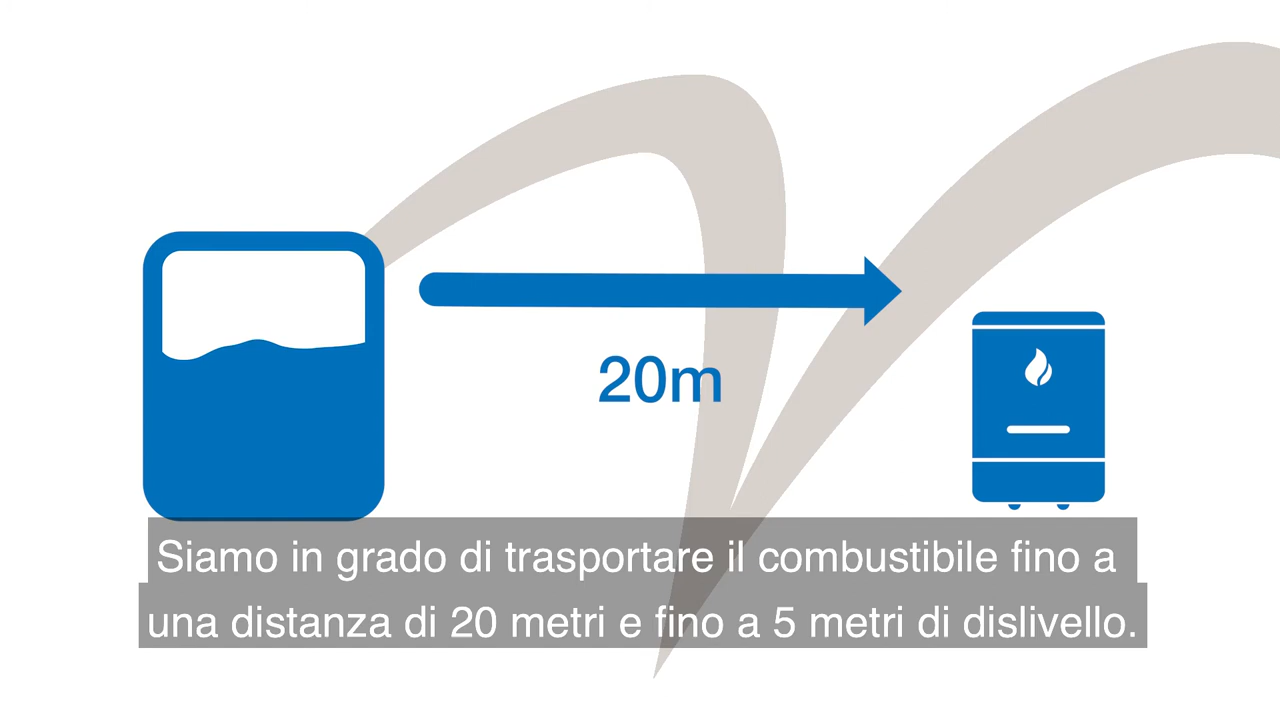 20m
Siamo in grado di trasportare il combustibile fino a
una distanza di 20 metri e fino a 5 metri di dislivello.